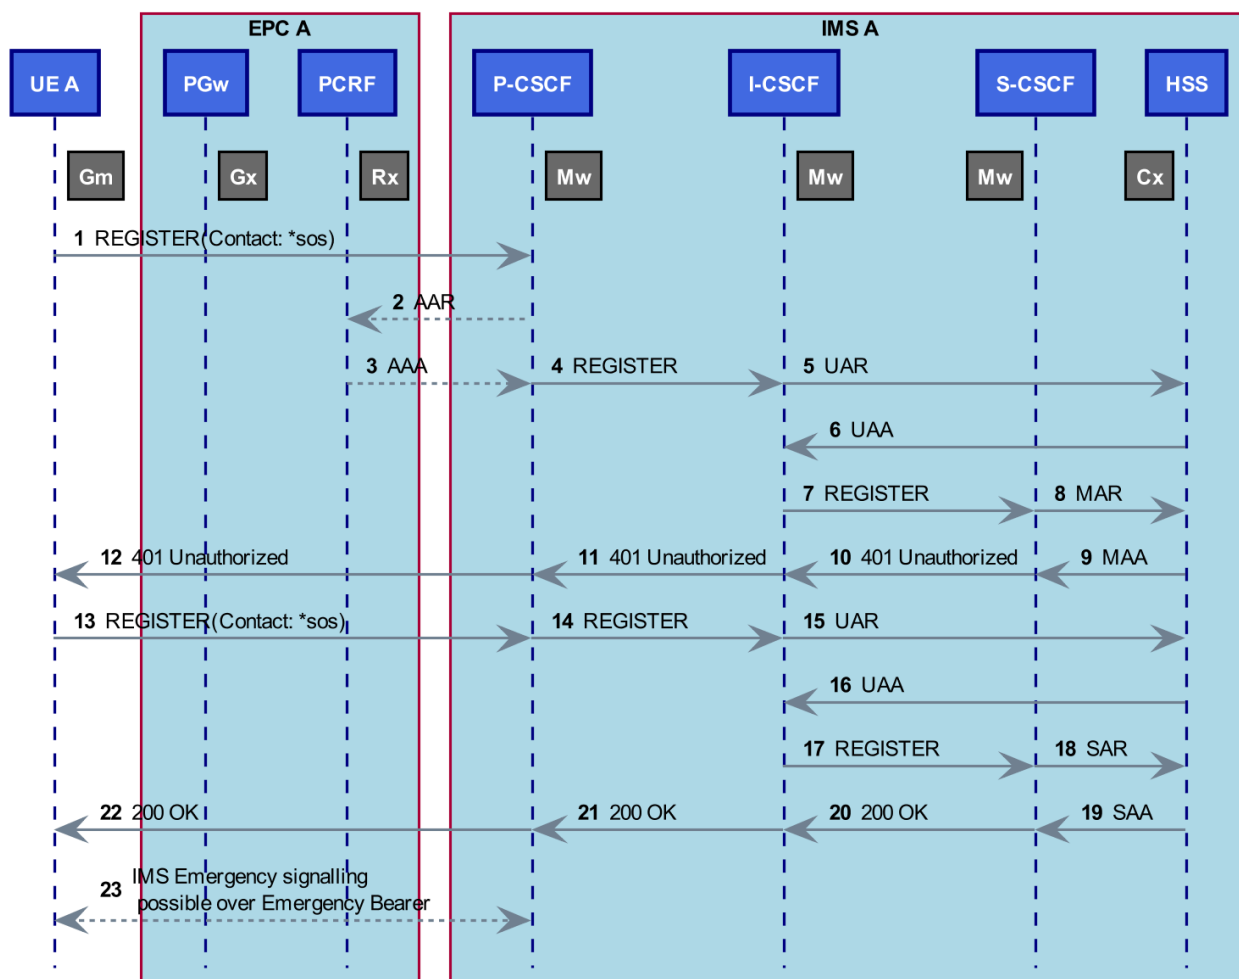 EPC A
IMS A
UE A
PGw
PCRF
P-CSCF
I-CSCF
S-CSCF
HSS
Gm
Gx
Rx
Mw
Mw
Mw
Cx
1 REGISTER(Contact: *sos)
2 AAR
3 AAA
4 REGISTER
5 UAR
6 UAA
7 REGISTER
8 MAR
12 401 Unauthorized
11 401 Unauthorized
10 401 Unauthorized
9 MAA
13 REGISTER(Contact: *sos)
14 REGISTER
15 UAR
16 UAA
17 REGISTER
18 SAR
22 200 OK
21 200 OK
20 200 OK
19 SAA
23 IMS Emergency signalling
possible over Emergency Bearer